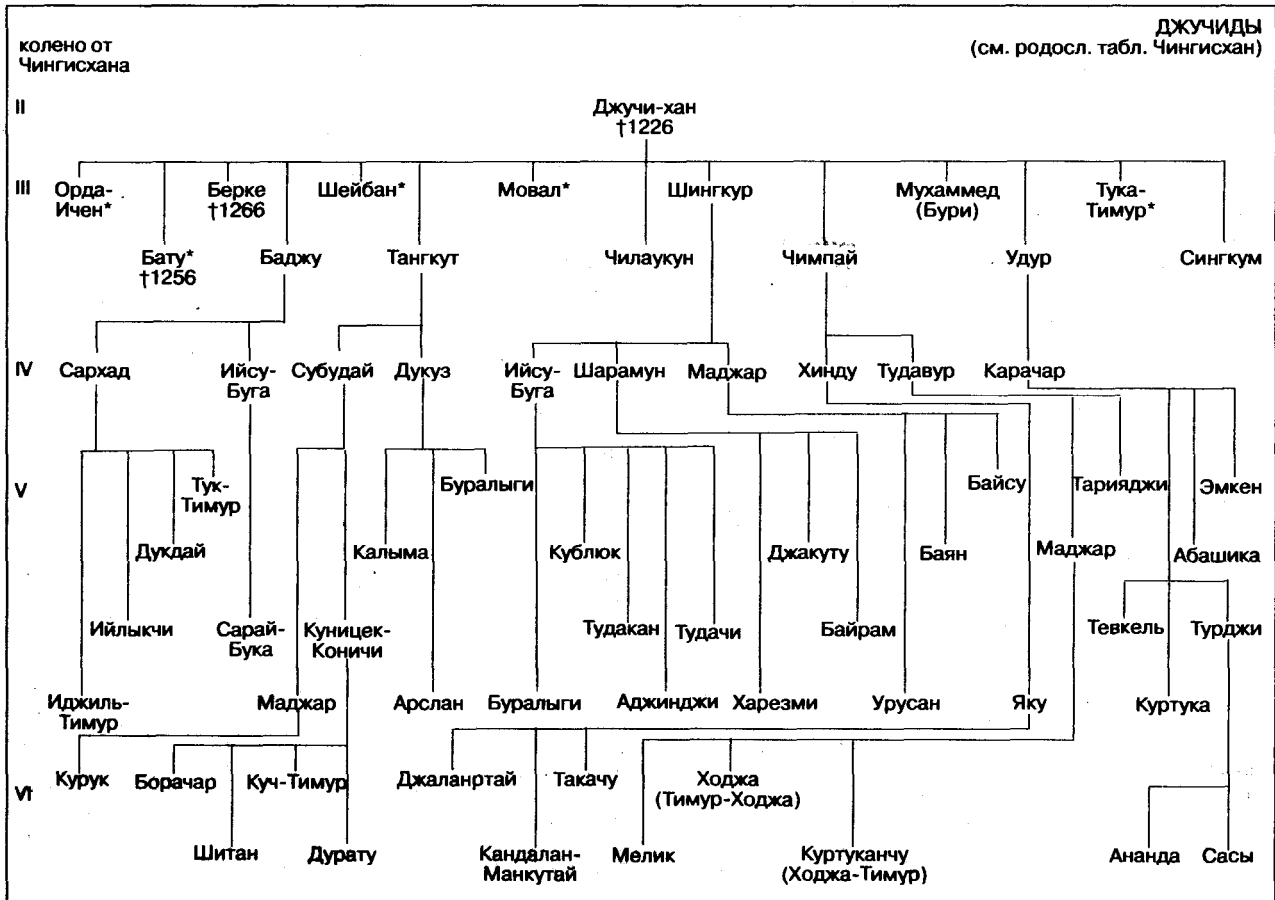 ДЖУЧИДЫ
(см. родосл. табл. Чингисхан)
колено от
Чингисхана
II
Джучи-хан
†1226
III
Орда-
Ичен*
Берке
†1266
Шейбан*
Мовал*
Шингкур
Мухаммед
(Бури)
Тука-
Тимур*
Бату*
†1256
Баджу
Тангкут
Чилаукун
Чимпай
Удур
Сингкум
IV
Сархад
Ийсу-
Буга
Субудай
Дукуз
Ийсу-
Буга
Шарамун
Маджар
Хинду
Тудавур
Карачар
V
Тук-
Тимур
Буралыги
Байсу
Тарияджи
Эмкен
Дукдай
Калыма
Кублюк
Джакуту
Баян
Маджар
Абашика
Ийлыкчи
Сарай-
Бука
Куницек-
Коничи
Тудакан
Тудачи
Байрам
Тевкель
Турджи
Иджиль-
Тимур
Маджар
Арслан
Буралыги
Аджинджи
Харезми
Урусан
Яку
Куртука
VI
Курук
Борачар
Куч-Тимур
Джаланртай
Такачу
Ходжа
(Тимур-Ходжа)
Шитан
Дурату
Кандалан-
Манкутай
Мелик
Куртуканчу
(Ходжа-Тимур)
Ананда
Сасы